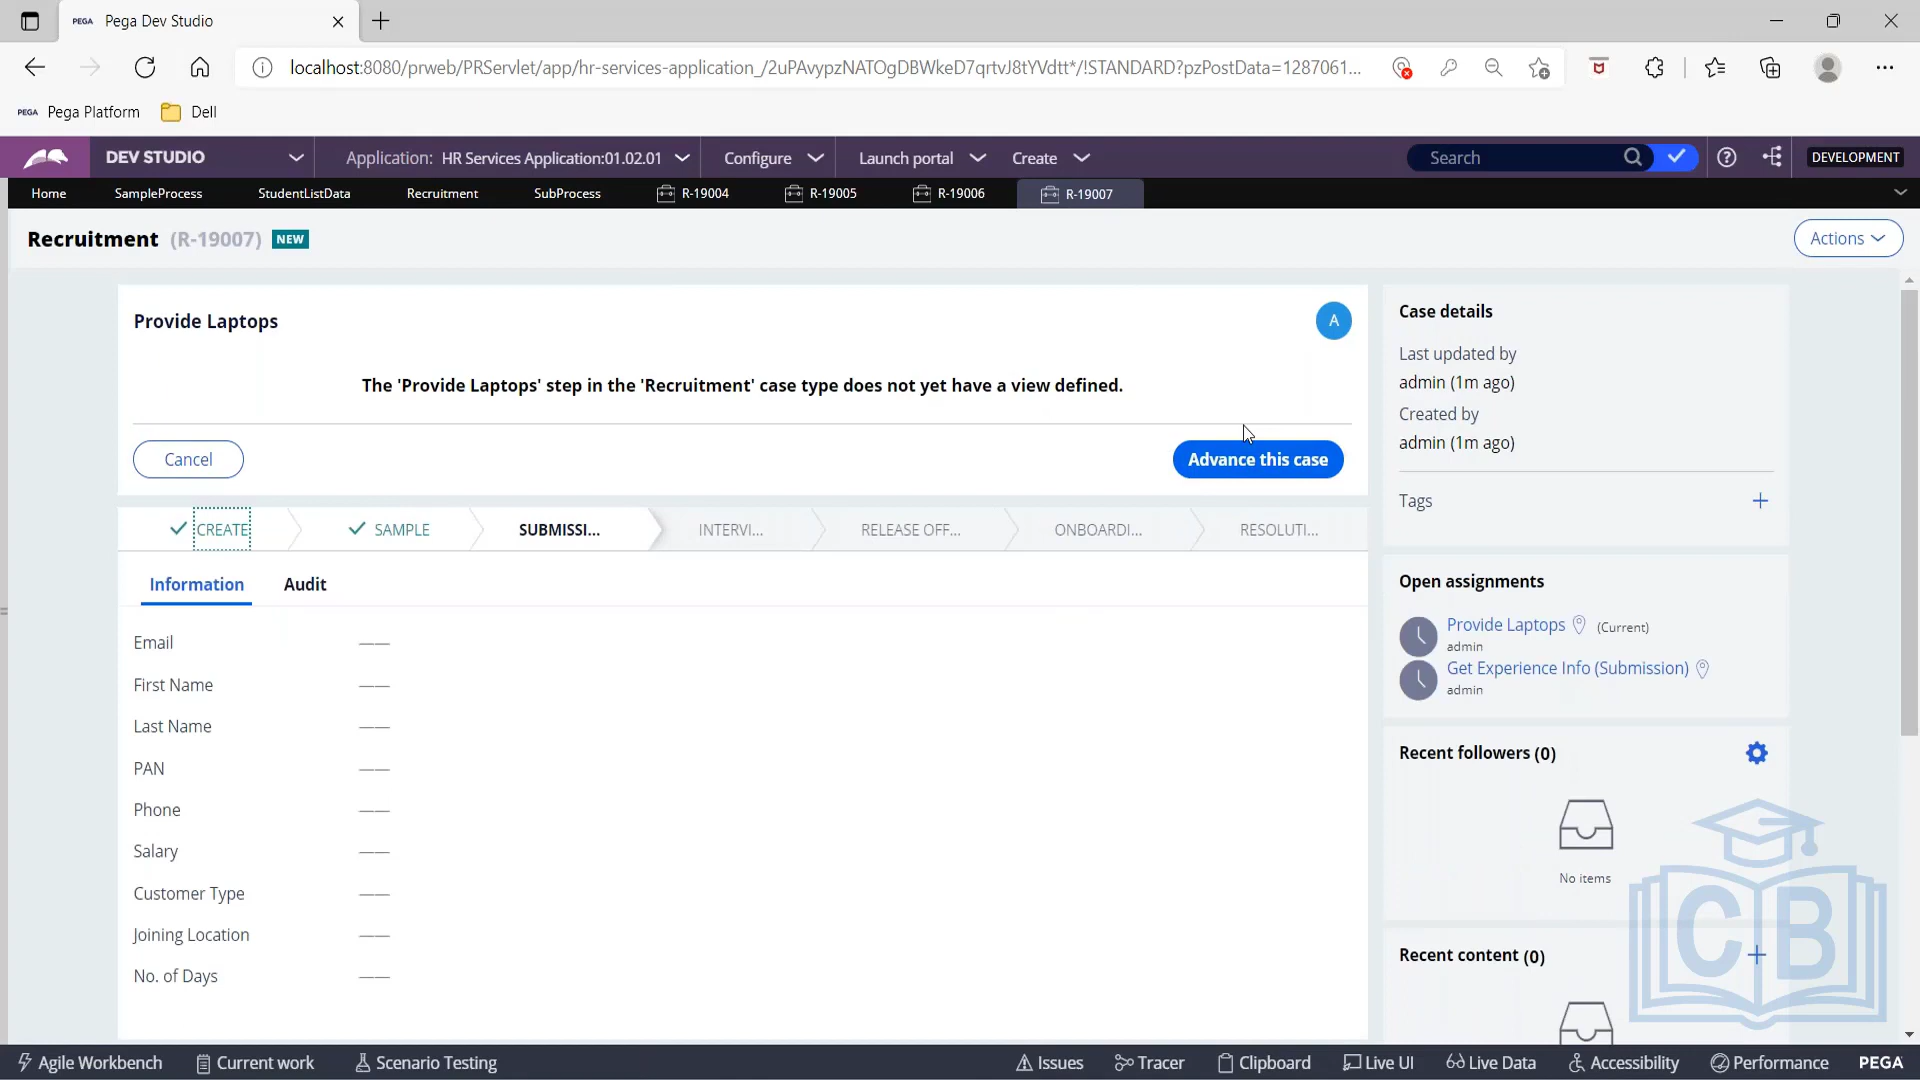 PEGA Pega Dev Studio
localhost:8080/prweb/PRServlet/app/hr-services-application_/2uPAvypzNATOgDBWkeD7qrtvJ8tYVdtt*/!STANDARD?pzPostData=1287061...
PEGA Pega Platform Dell
DEV STUDIO Application: HR Services Application:01.02.01 Configure Launch portal Create Search DEVELOPMENT
Home SampleProcess StudentListData Recruitment SubProcess R-19004 R-19005 R-19006 R-19007
Recruitment (R-19007) NEW Actions
Provide Laptops A
The 'Provide Laptops' step in the 'Recruitment' case type does not yet have a view defined.
Cancel Advance this case
CREATE SAMPLE SUBMISSI... INTERVI... RELEASE OFF... ONBOARDI... RESOLUTI...
Information Audit
Email ——
First Name ——
Last Name ——
PAN ——
Phone ——
Salary ——
Customer Type ——
Joining Location ——
No. of Days ——
Case details
Last updated by
admin (1m ago)
Created by
admin (1m ago)
Tags
Open assignments
Provide Laptops (Current)
admin
Get Experience Info (Submission)
admin
Recent followers (0)
No items
Recent content (0)
CB
Agile Workbench Current work Scenario Testing Issues Tracer Clipboard Live UI Live Data Accessibility Performance PEGA